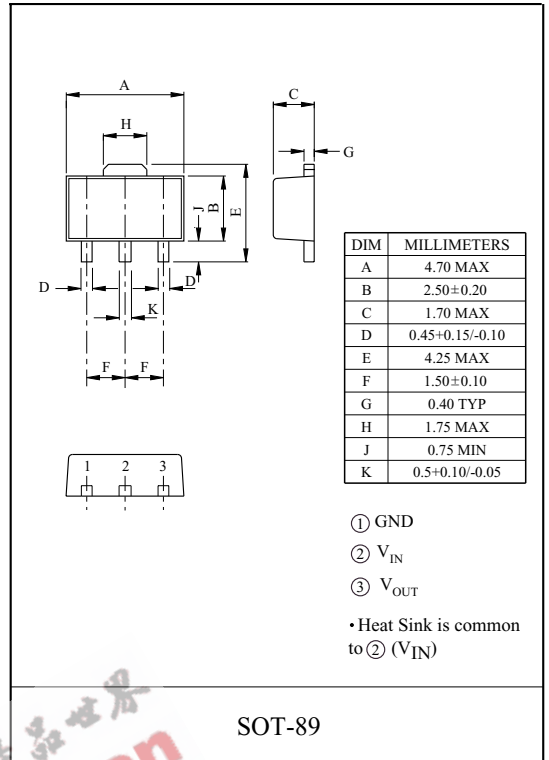 A
H
C
G
J
B
E
D
D
K
F F
1 2 3
DIM MILLIMETERS
A 4.70 MAX
B 2.50±0.20
C 1.70 MAX
D 0.45+0.15/-0.10
E 4.25 MAX
F 1.50±0.10
G 0.40 TYP
H 1.75 MAX
J 0.75 MIN
K 0.5+0.10/-0.05
① GND
② VIN
③ VOUT
• Heat Sink is common
to ② (VIN)
SOT-89